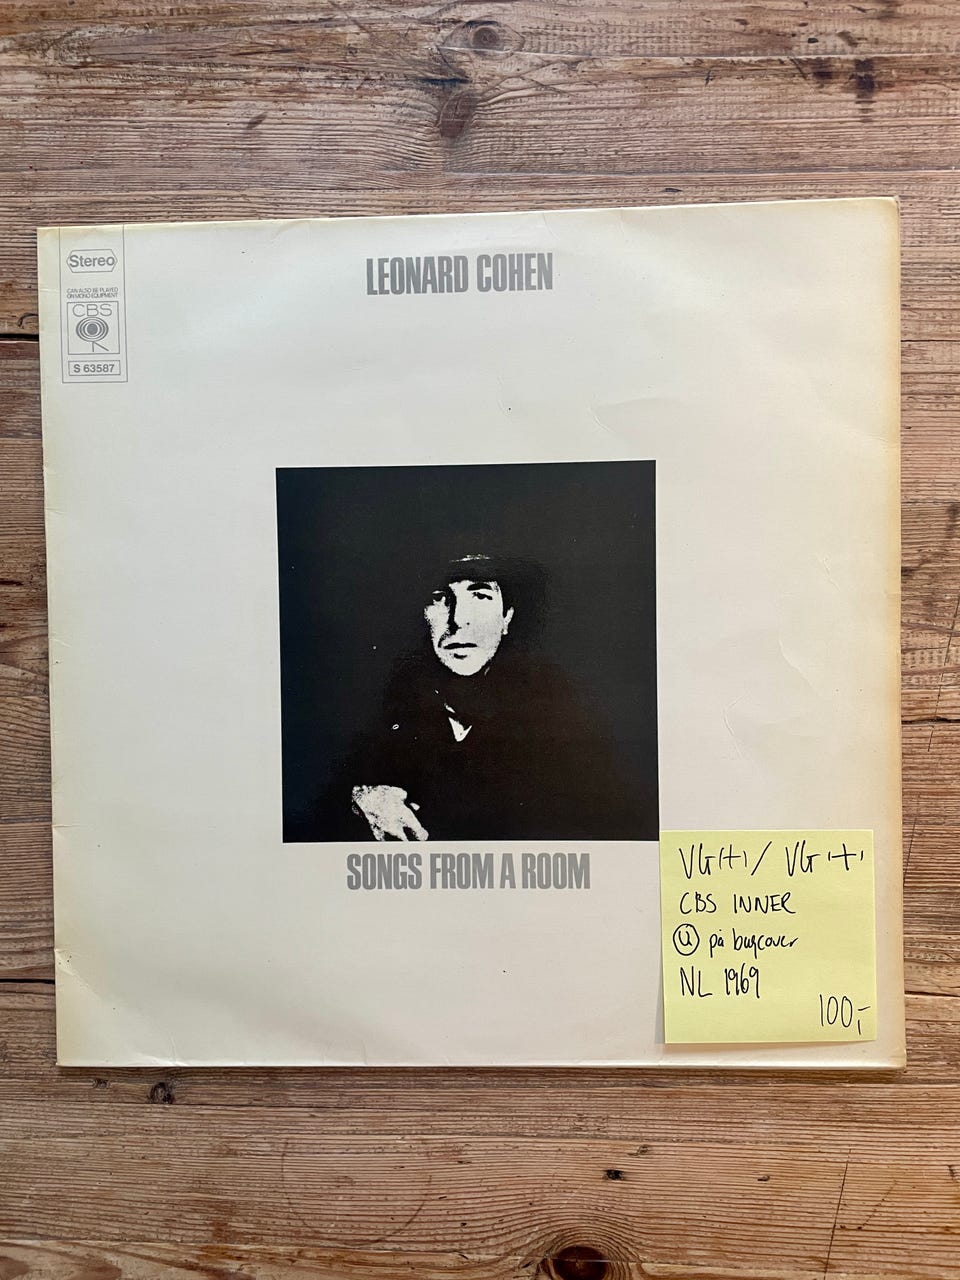 Stereo
CAN ALSO BE PLAYED
ON MONO EQUIPMENT
CBS
S 63587
LEONARD COHEN
SONGS FROM A ROOM
VG(+)/ VG(+)
CBS INNER
Ⓤ på bagcover
NL 1969
100,-